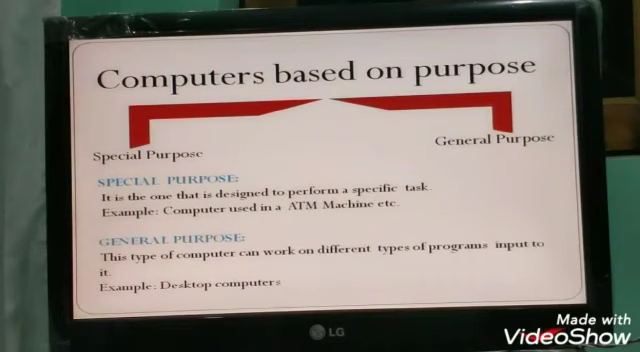 Computers based on purpose
Special Purpose
General Purpose
SPECIAL PURPOSE:
It is the one that is designed to perform a specific task.
Example: Computer used in a ATM Machine etc.
GENERAL PURPOSE:
This type of computer can work on different types of programs input to
it.
Example: Desktop computers
LG
Made with
VideoShow